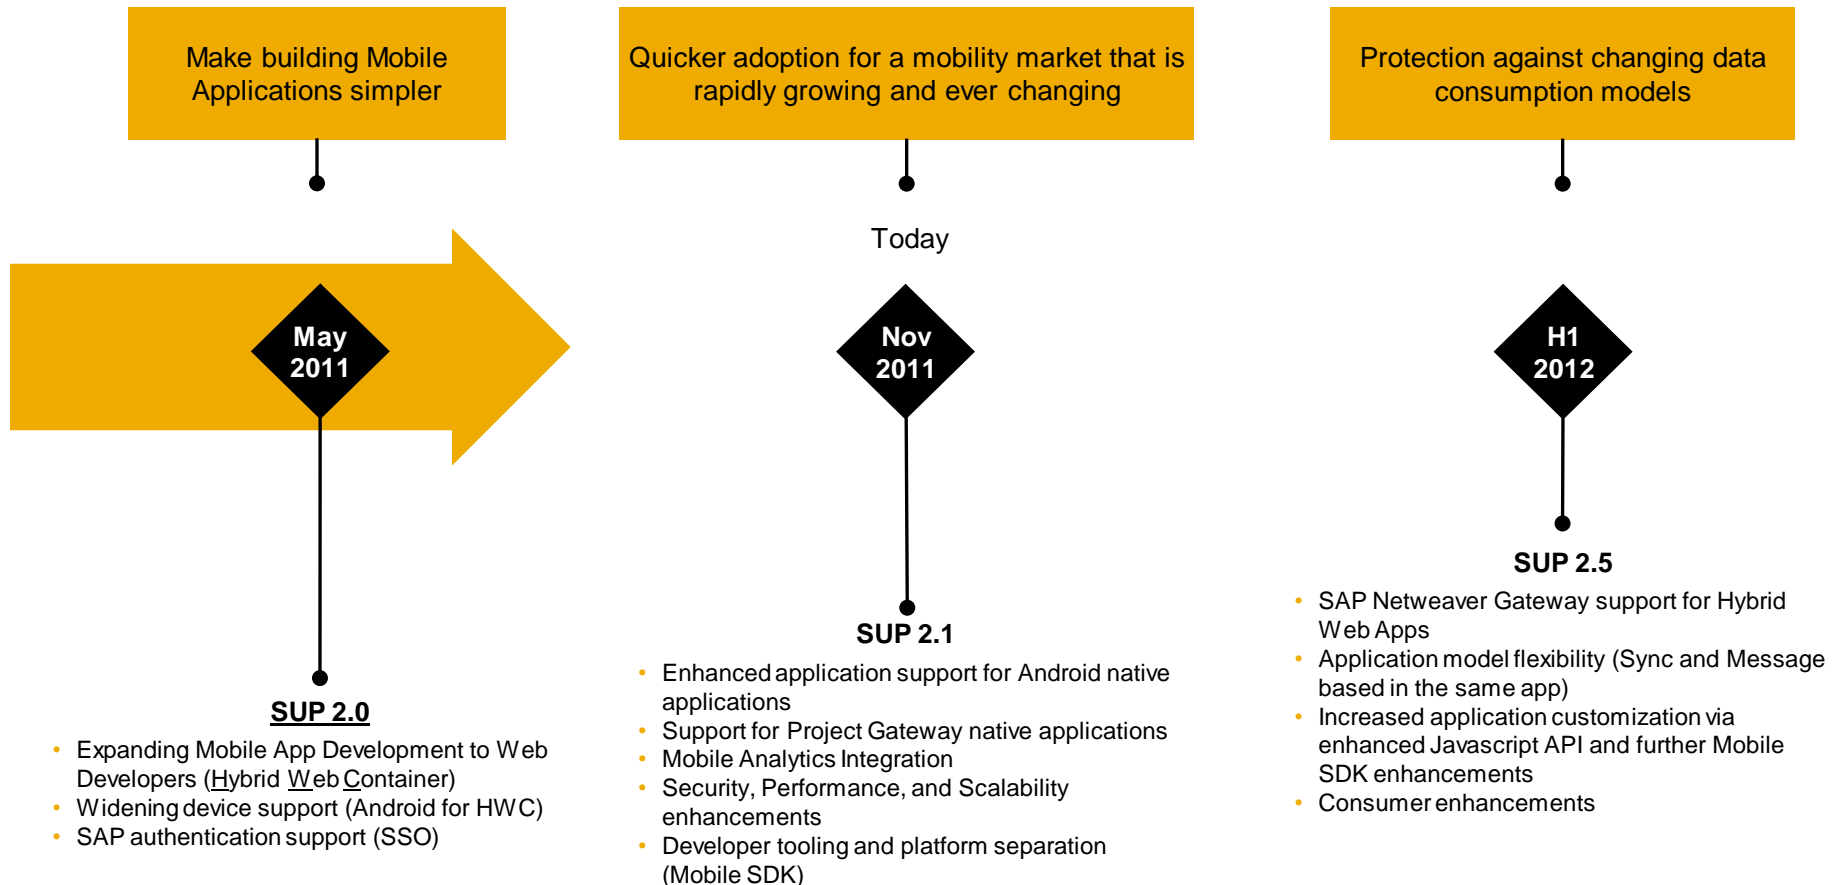 Make building Mobile
Applications simpler
Quicker adoption for a mobility market that is
rapidly growing and ever changing
Protection against changing data
consumption models
Today
May
2011
Nov
2011
H1
2012
SUP 2.0
• Expanding Mobile App Development to Web
Developers (Hybrid Web Container)
• Widening device support (Android for HWC)
• SAP authentication support (SSO)
SUP 2.1
• Enhanced application support for Android native
applications
• Support for Project Gateway native applications
• Mobile Analytics Integration
• Security, Performance, and Scalability
enhancements
• Developer tooling and platform separation
(Mobile SDK)
SUP 2.5
• SAP Netweaver Gateway support for Hybrid
Web Apps
• Application model flexibility (Sync and Message
based in the same app)
• Increased application customization via
enhanced Javascript API and further Mobile
SDK enhancements
• Consumer enhancements